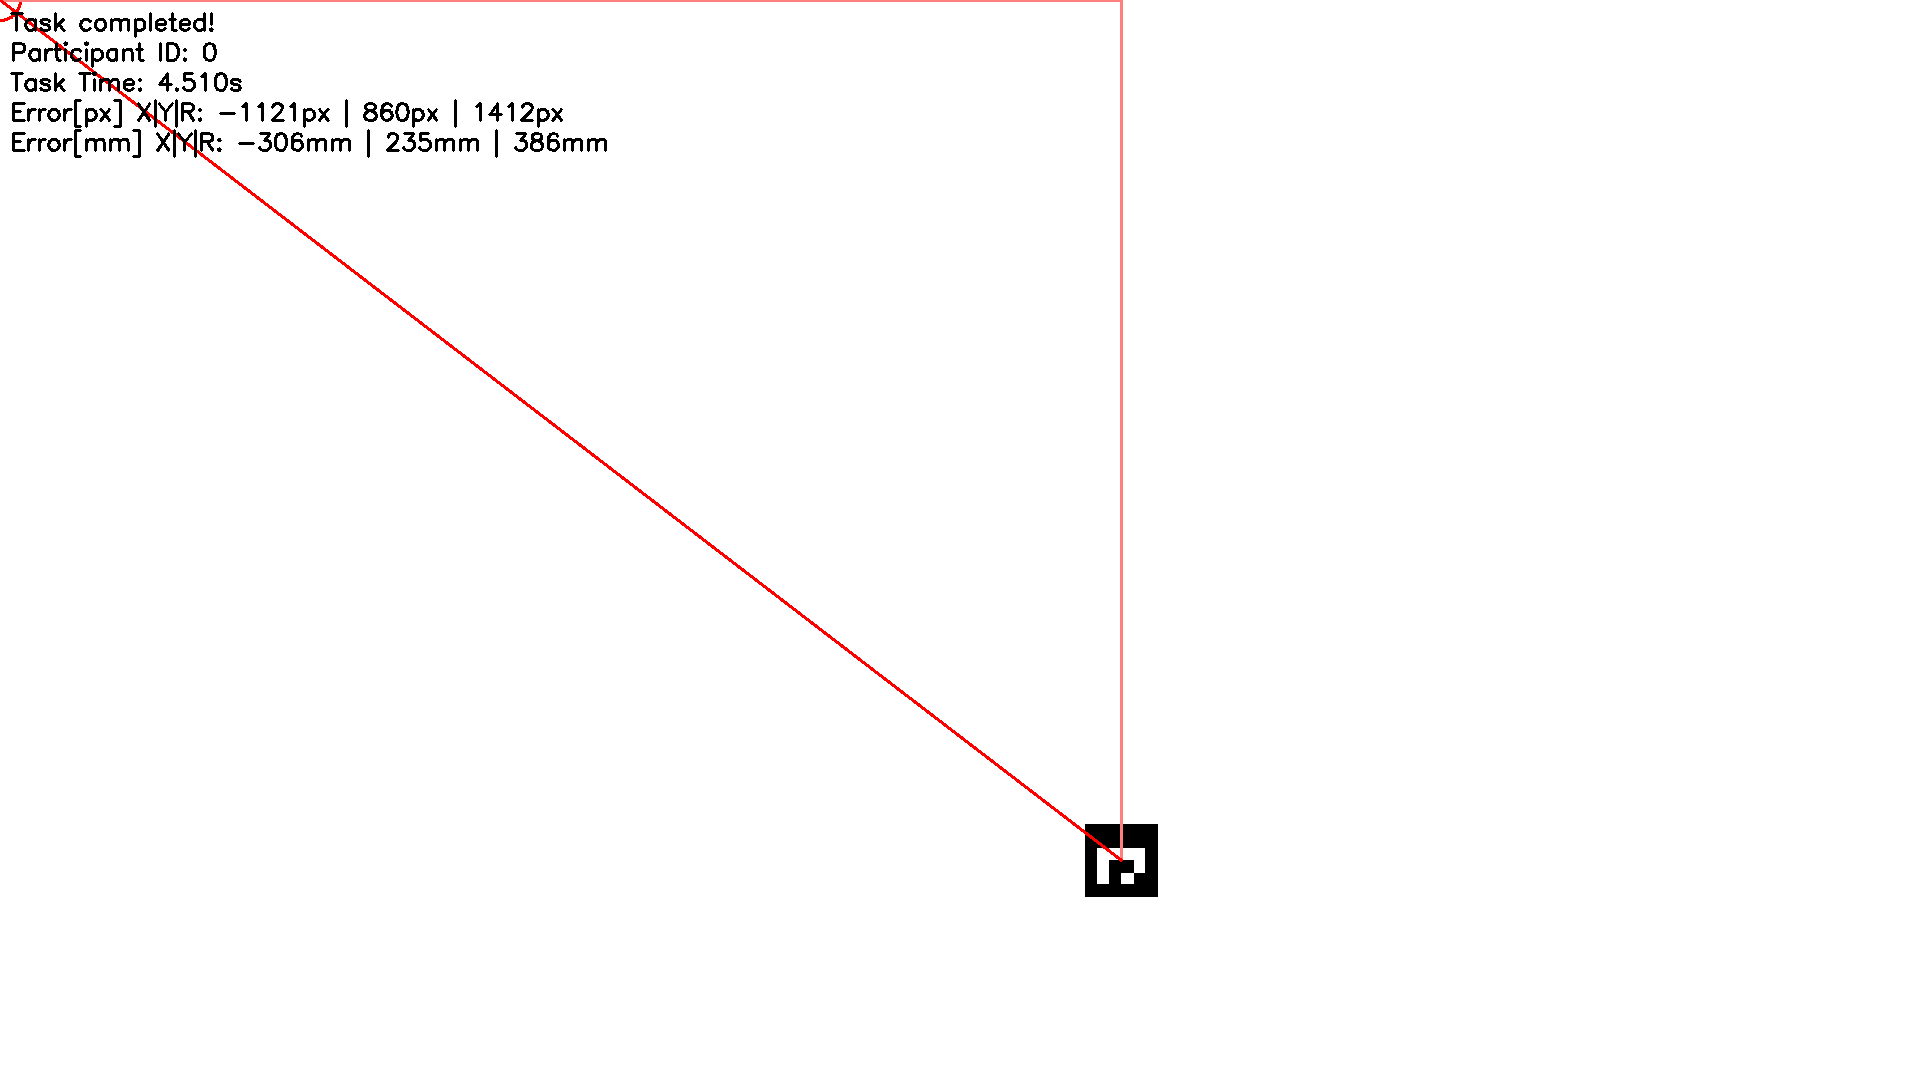 Task completed!
Participant ID: 0
Task Time: 4.510s
Error[px] X|Y|R: -1121px | 860px | 1412px
Error[mm] X|Y|R: -306mm | 235mm | 386mm